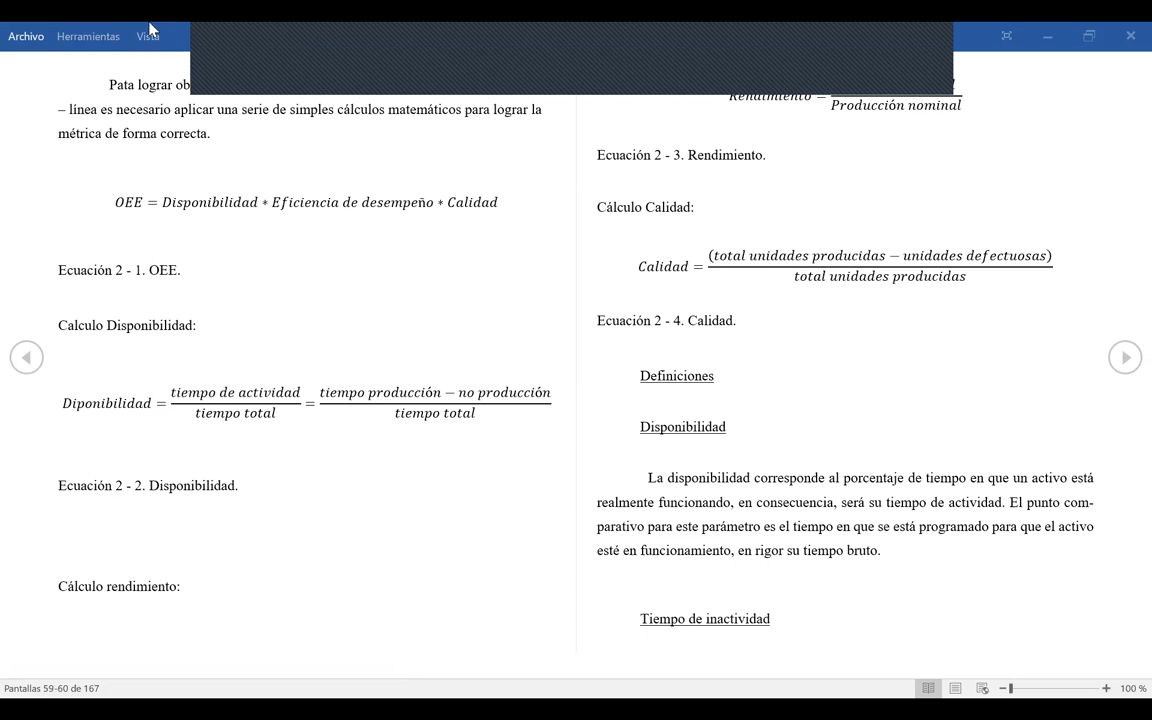 Archivo Herramientas Vista
Pata lograr
– línea es necesario aplicar una serie de simples cálculos matemáticos para lograr la
métrica de forma correcta.
OEE = Disponibilidad ∗ Eficiencia de desempeño ∗ Calidad
Ecuación 2 - 1. OEE.
Calculo Disponibilidad:
Diponibilidad = tiempo de actividad / tiempo total = tiempo producción − no producción / tiempo total
Ecuación 2 - 2. Disponibilidad.
Cálculo rendimiento:
Rendimiento =
Producción nominal
Ecuación 2 - 3. Rendimiento.
Cálculo Calidad:
Calidad = (total unidades producidas − unidades defectuosas) / total unidades producidas
Ecuación 2 - 4. Calidad.
Definiciones
Disponibilidad
La disponibilidad corresponde al porcentaje de tiempo en que un activo está
realmente funcionando, en consecuencia, será su tiempo de actividad. El punto com-
parativo para este parámetro es el tiempo en que se está programado para que el activo
esté en funcionamiento, en rigor su tiempo bruto.
Tiempo de inactividad
Pantallas 59-60 de 167
100 %